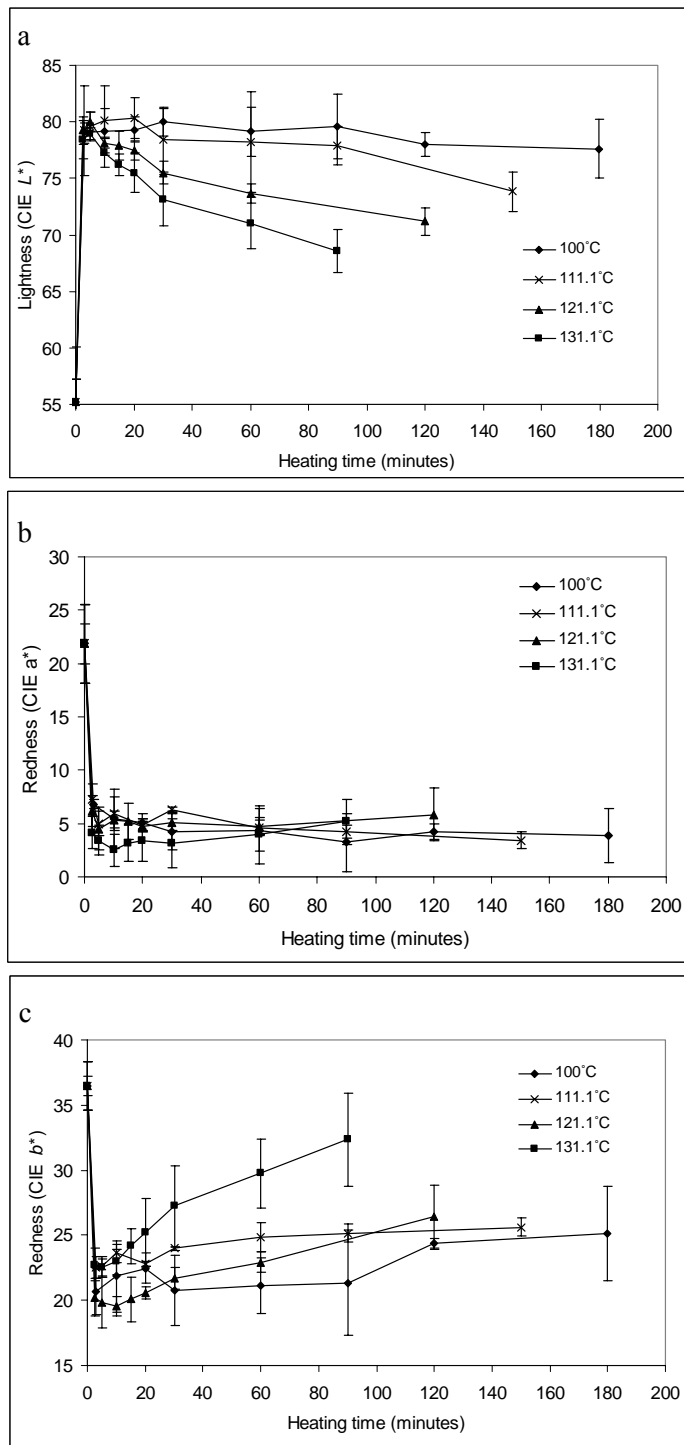 a
85
80
75
70
65
60
55
Lightness (CIE L*)
0 20 40 60 80 100 120 140 160 180 200
Heating time (minutes)
100°C
111.1°C
121.1°C
131.1°C
b
30
25
20
15
10
5
0
Redness (CIE a*)
0 20 40 60 80 100 120 140 160 180 200
Heating time (minutes)
100°C
111.1°C
121.1°C
131.1°C
c
40
35
30
25
20
15
Redness (CIE b*)
0 20 40 60 80 100 120 140 160 180 200
Heating time (minutes)
100°C
111.1°C
121.1°C
131.1°C